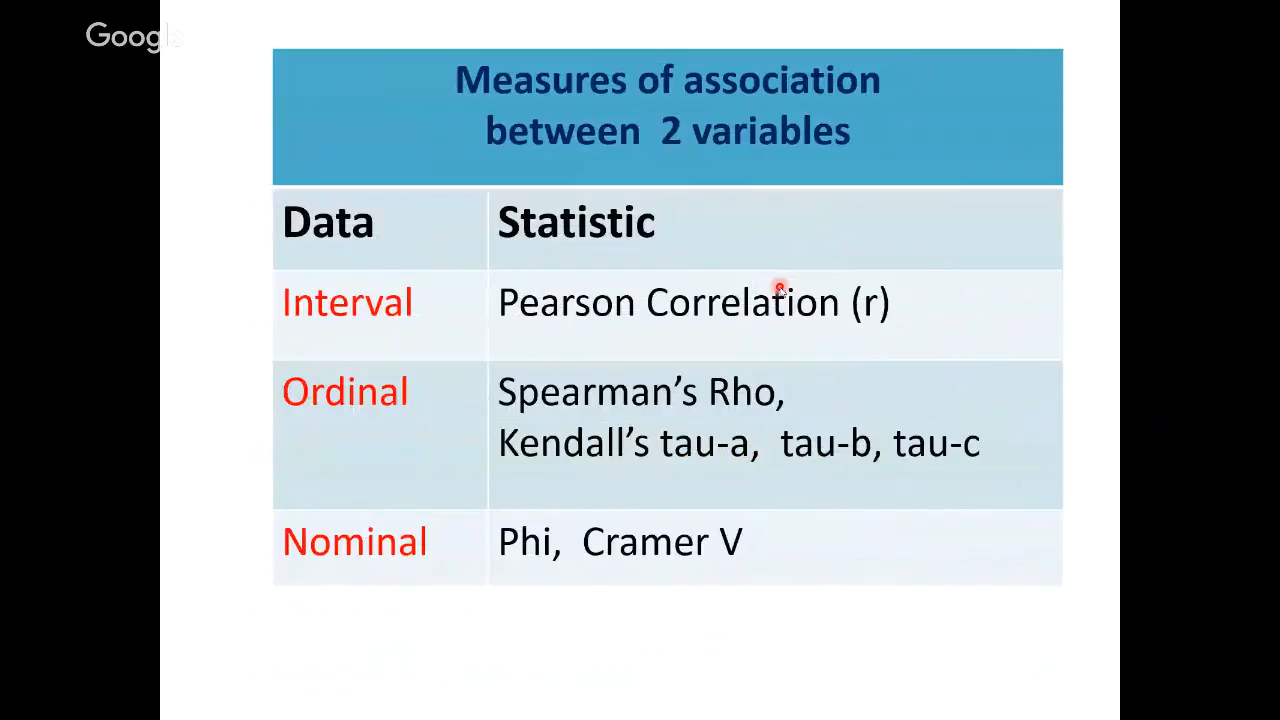 Google
Measures of association
between 2 variables
Data Statistic
Interval Pearson Correlation (r)
Ordinal Spearman’s Rho,
Kendall’s tau-a, tau-b, tau-c
Nominal Phi, Cramer V